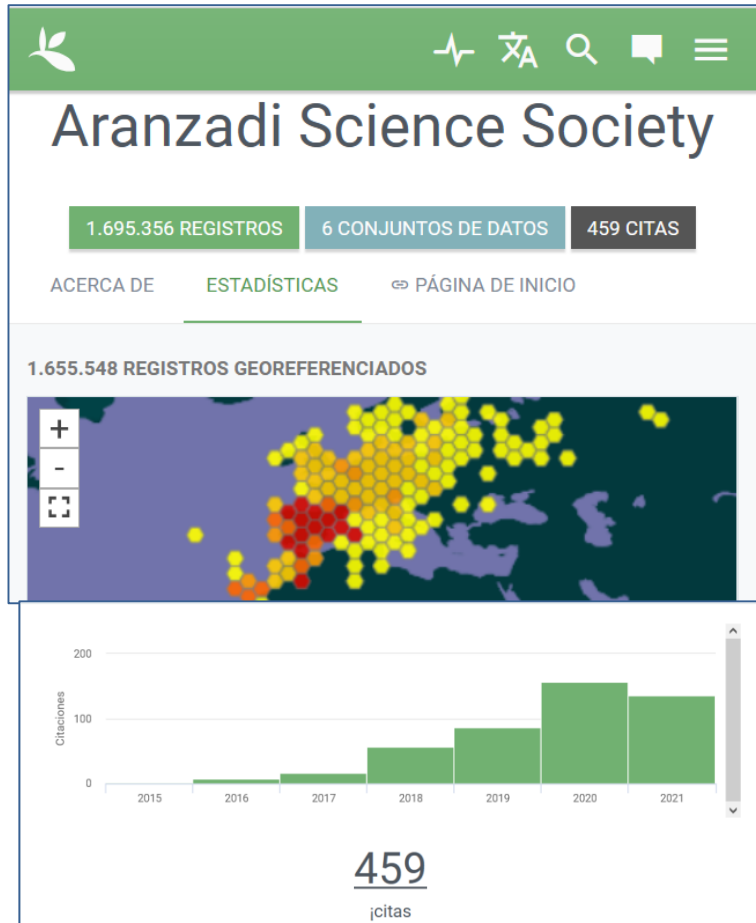 Aranzadi Science Society
1.695.356 REGISTROS 6 CONJUNTOS DE DATOS 459 CITAS
ACERCA DE ESTADÍSTICAS PÁGINA DE INICIO
1.655.548 REGISTROS GEOREFERENCIADOS
+
-
200
100
0
Citaciones
2015 2016 2017 2018 2019 2020 2021
459
¡citas